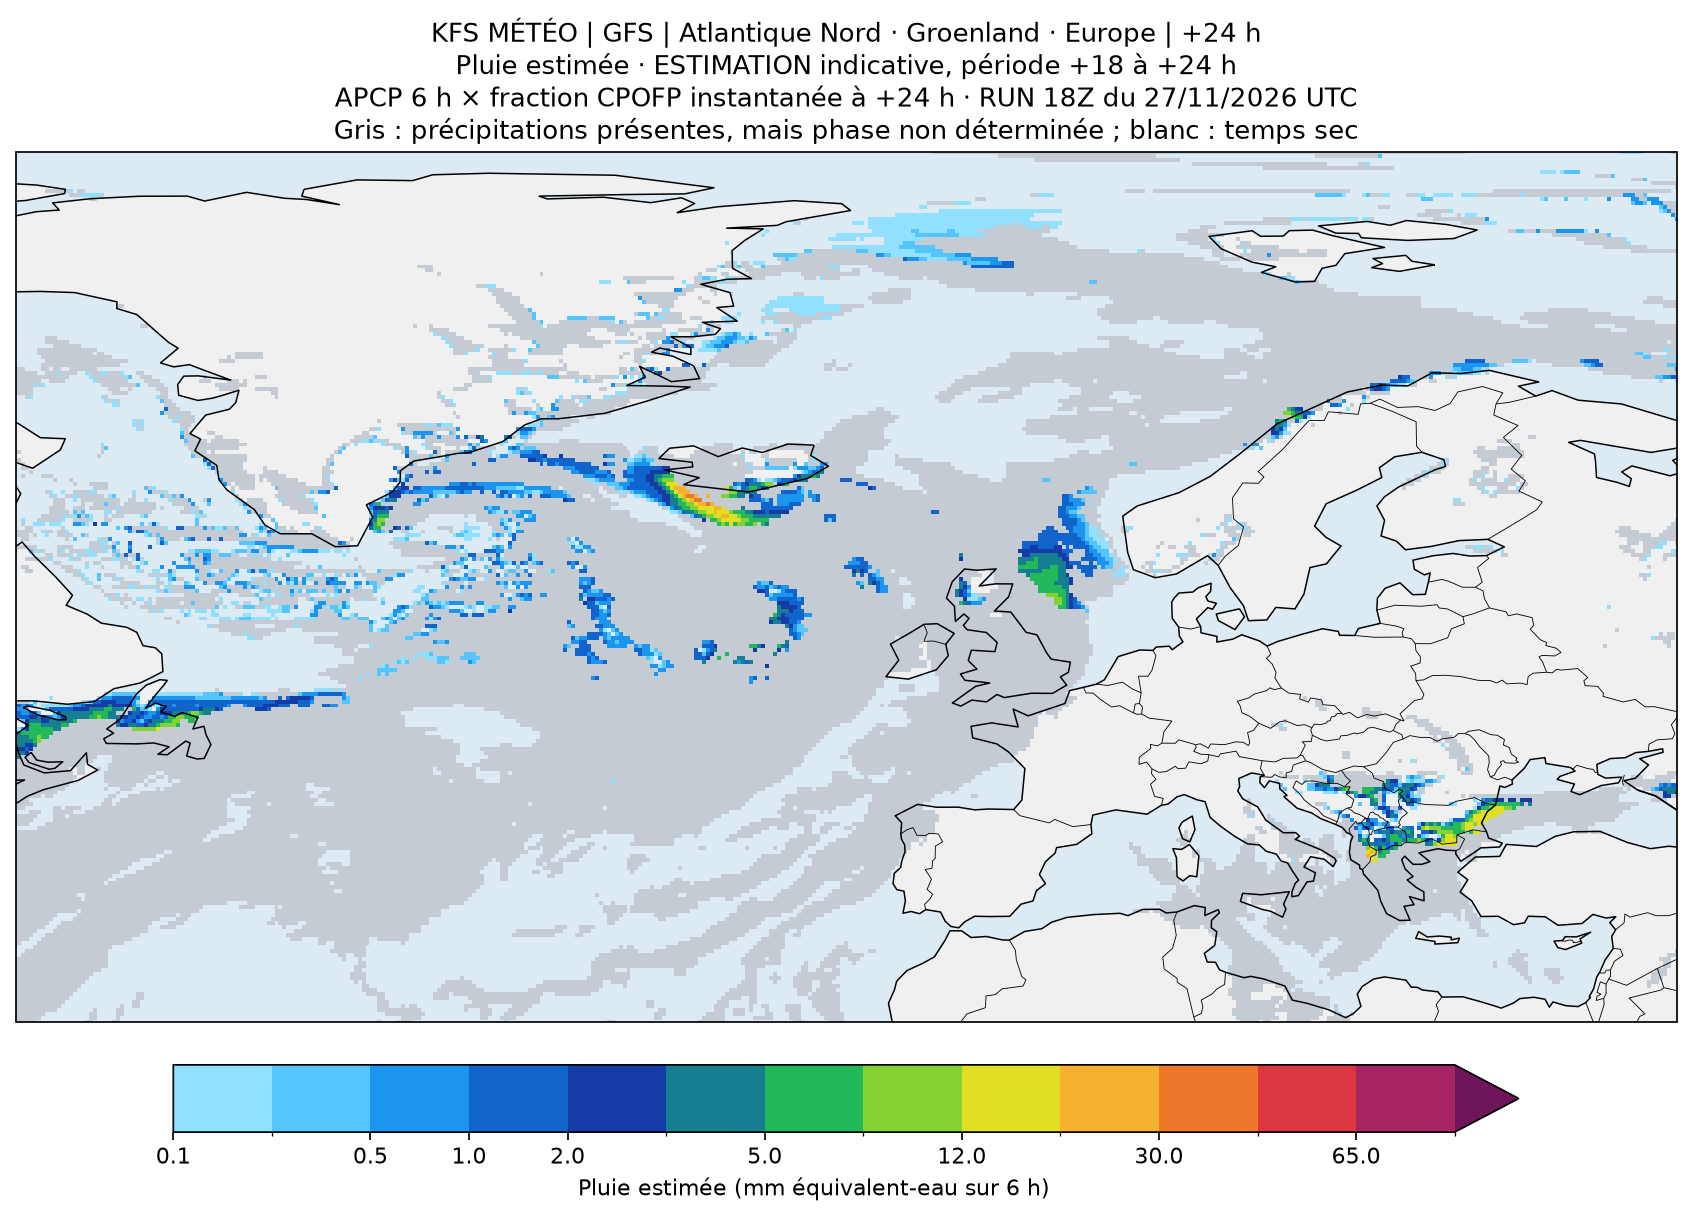 KFS MÉTÉO | GFS | Atlantique Nord · Groenland · Europe | +24 h
Pluie estimée · ESTIMATION indicative, période +18 à +24 h
APCP 6 h × fraction CPOFP instantanée à +24 h · RUN 18Z du 27/11/2026 UTC
Gris : précipitations présentes, mais phase non déterminée ; blanc : temps sec
0.1 0.5 1.0 2.0 5.0 12.0 30.0 65.0
Pluie estimée (mm équivalent-eau sur 6 h)